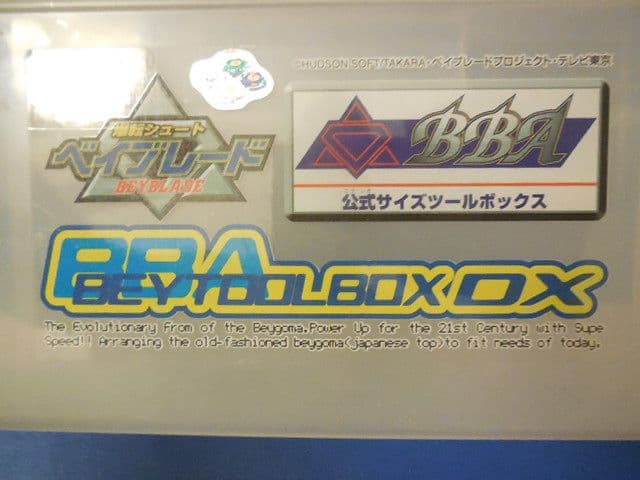 ©HUDSON SOFT/TAKARA・ベイブレードプロジェクト・テレビ東京
爆転シュート
ベイブレード
BEYBLADE
BBA
こうしき
公式サイズツールボックス
BBA
BEYTOOLBOX DX
The Evolutionary From of the Beygoma.Power Up for the 21st Century with Supe
Speed!! Arranging the old-fashioned beygoma(japanese top)to fit needs of today.